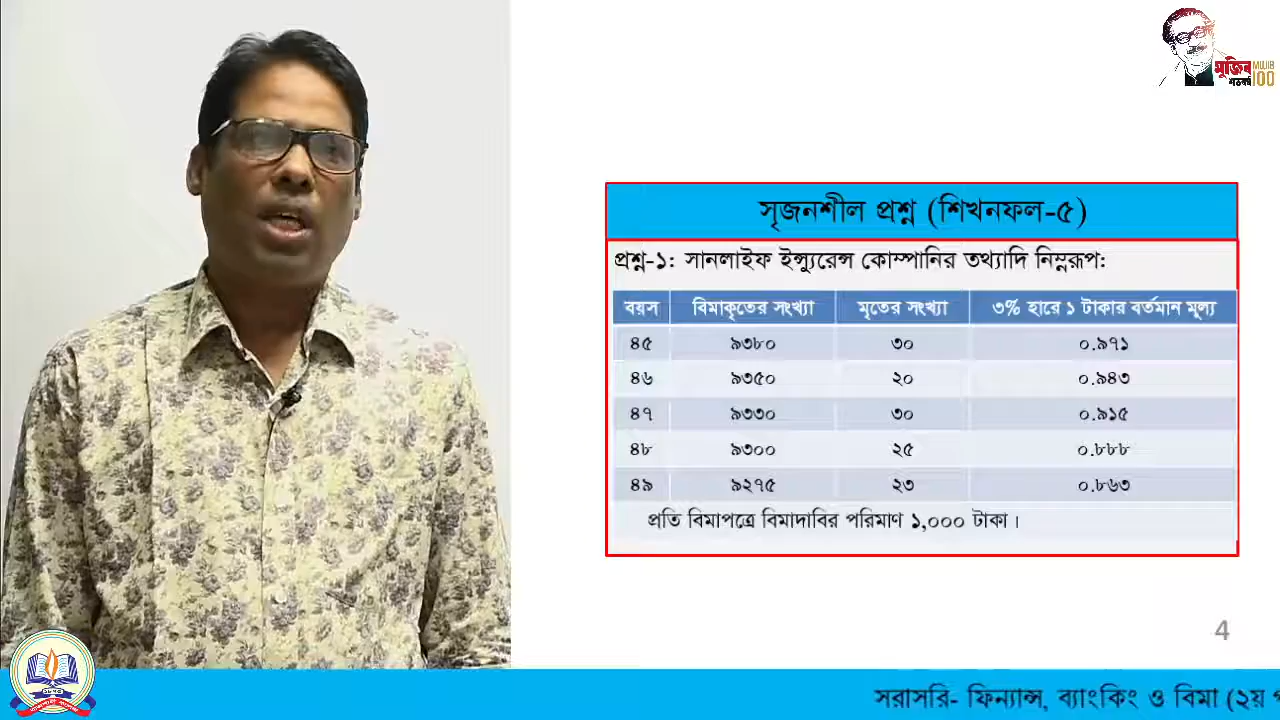 মুজিব MUJIB
শতবর্ষ 100
সৃজনশীল প্রশ্ন (শিখনফল-৫)
প্রশ্ন-১: সানলাইফ ইন্স্যুরেন্স কোম্পানির তথ্যাদি নিম্নরূপ:
বয়স বিমাকৃতের সংখ্যা মৃতের সংখ্যা ৩% হারে ১ টাকার বর্তমান মূল্য
৪৫ ৯৩৮০ ৩০ ০.৯৭১
৪৬ ৯৩৫০ ২০ ০.৯৪৩
৪৭ ৯৩৩০ ৩০ ০.৯১৫
৪৮ ৯৩০০ ২৫ ০.৮৮৮
৪৯ ৯২৭৫ ২৩ ০.৮৬৩
প্রতি বিমাপত্রে বিমাদাবির পরিমাণ ১,০০০ টাকা।
4
সরাসরি- ফিন্যান্স, ব্যাংকিং ও বিমা (২য় প